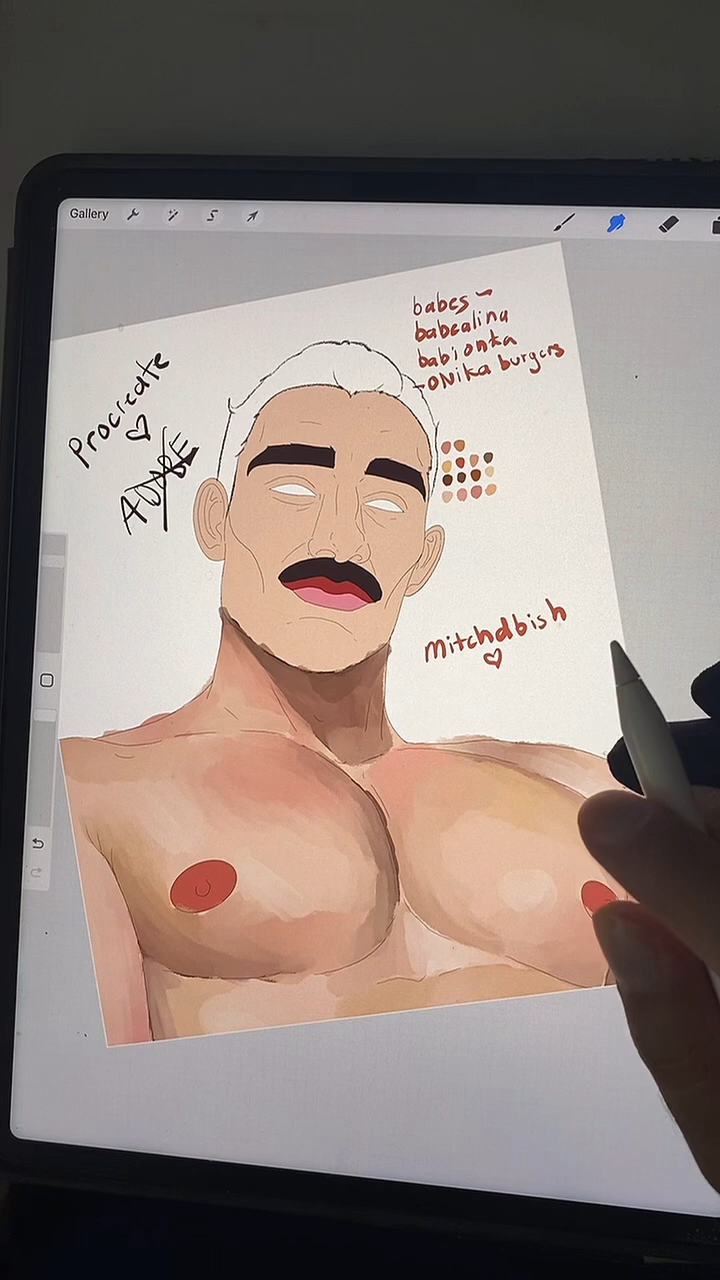 Gallery
babes ~
babealina
babionka
-ONika burgers
Procreate
ADOBE
mitchdbish